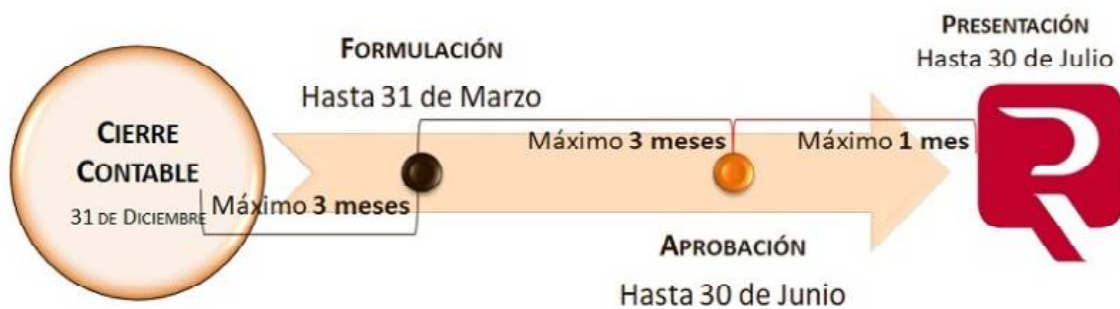 CIERRE
CONTABLE
31 DE DICIEMBRE
Máximo 3 meses
FORMULACIÓN
Hasta 31 de Marzo
Máximo 3 meses
APROBACIÓN
Hasta 30 de Junio
Máximo 1 mes
PRESENTACIÓN
Hasta 30 de Julio
R